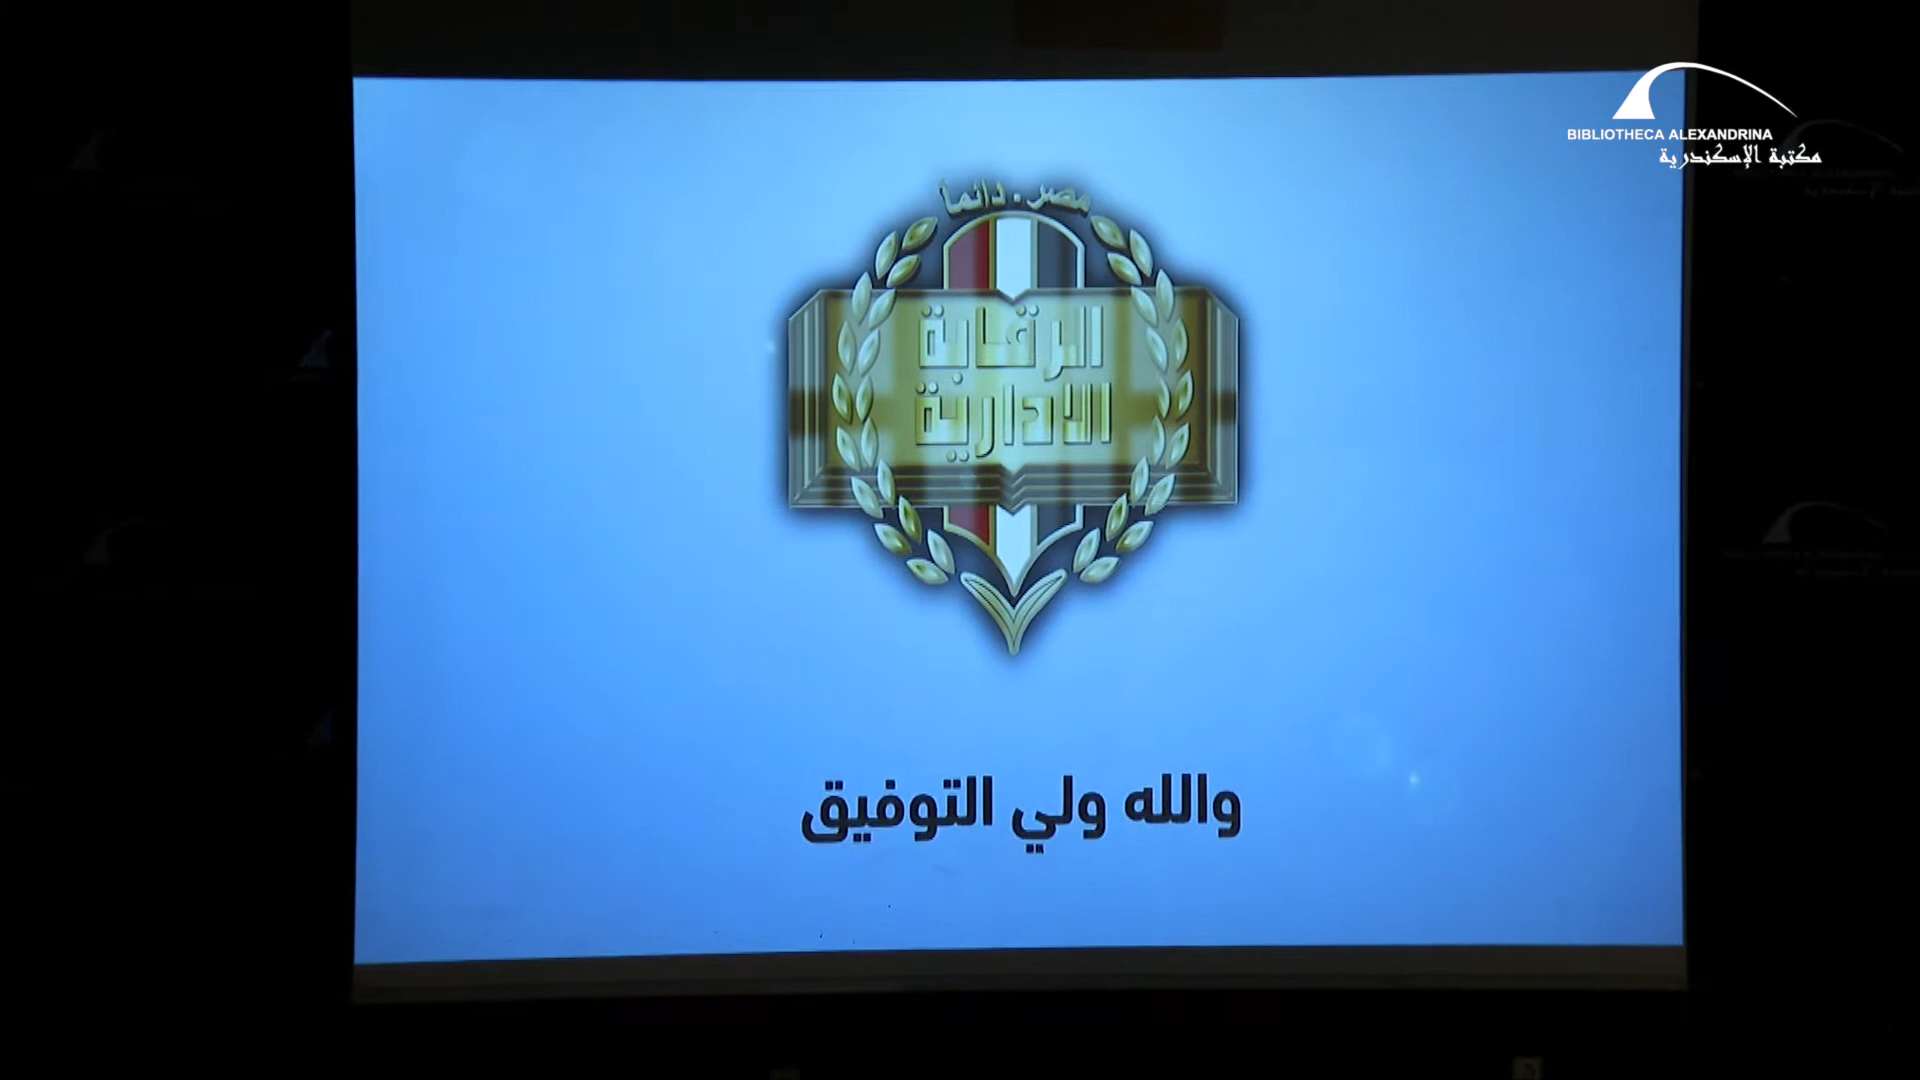 BIBLIOTHECA ALEXANDRINA
مكتبة الإسكندرية
مصر . دائماً
الرقابة
الادارية
والله ولي التوفيق